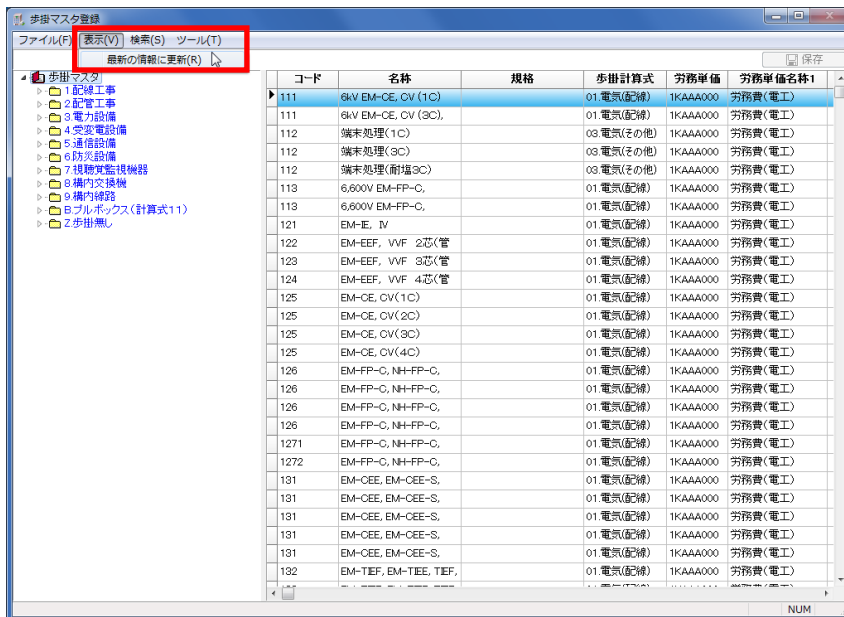 歩掛マスタ登録
ファイル(F) 表示(V) 検索(S) ツール(T)
最新の情報に更新(R)
保存
歩掛マスタ
1.配線工事
2.配管工事
3.電力設備
4.受変電設備
5.通信設備
6.防災設備
7.視聴覚監視機器
8.構内交換機
9.構内線路
B.プルボックス(計算式11)
Z.歩掛無し
コード 名称 規格 歩掛計算式 労務単価 労務単価名称1
111 6kV EM-CE, CV (1C) 01.電気(配線) 1KAAA000 労務費(電工)
111 6kV EM-CE, CV (3C), 01.電気(配線) 1KAAA000 労務費(電工)
112 端末処理(1C) 03.電気(その他) 1KAAA000 労務費(電工)
112 端末処理(3C) 03.電気(その他) 1KAAA000 労務費(電工)
112 端末処理(耐塩3C) 03.電気(その他) 1KAAA000 労務費(電工)
113 6,600V EM-FP-C, 01.電気(配線) 1KAAA000 労務費(電工)
113 6,600V EM-FP-C, 01.電気(配線) 1KAAA000 労務費(電工)
121 EM-IE, IV 01.電気(配線) 1KAAA000 労務費(電工)
122 EM-EEF, VVF 2芯(管 01.電気(配線) 1KAAA000 労務費(電工)
123 EM-EEF, VVF 3芯(管 01.電気(配線) 1KAAA000 労務費(電工)
124 EM-EEF, VVF 4芯(管 01.電気(配線) 1KAAA000 労務費(電工)
125 EM-CE, CV(1C) 01.電気(配線) 1KAAA000 労務費(電工)
125 EM-CE, CV(2C) 01.電気(配線) 1KAAA000 労務費(電工)
125 EM-CE, CV(3C) 01.電気(配線) 1KAAA000 労務費(電工)
125 EM-CE, CV(4C) 01.電気(配線) 1KAAA000 労務費(電工)
126 EM-FP-C, NH-FP-C, 01.電気(配線) 1KAAA000 労務費(電工)
126 EM-FP-C, NH-FP-C, 01.電気(配線) 1KAAA000 労務費(電工)
126 EM-FP-C, NH-FP-C, 01.電気(配線) 1KAAA000 労務費(電工)
126 EM-FP-C, NH-FP-C, 01.電気(配線) 1KAAA000 労務費(電工)
1271 EM-FP-C, NH-FP-C, 01.電気(配線) 1KAAA000 労務費(電工)
1272 EM-FP-C, NH-FP-C, 01.電気(配線) 1KAAA000 労務費(電工)
131 EM-CEE, EM-CEE-S, 01.電気(配線) 1KAAA000 労務費(電工)
131 EM-CEE, EM-CEE-S, 01.電気(配線) 1KAAA000 労務費(電工)
131 EM-CEE, EM-CEE-S, 01.電気(配線) 1KAAA000 労務費(電工)
131 EM-CEE, EM-CEE-S, 01.電気(配線) 1KAAA000 労務費(電工)
131 EM-CEE, EM-CEE-S, 01.電気(配線) 1KAAA000 労務費(電工)
132 EM-TIEF, EM-TIEE, TIEF, 01.電気(配線) 1KAAA000 労務費(電工)
NUM